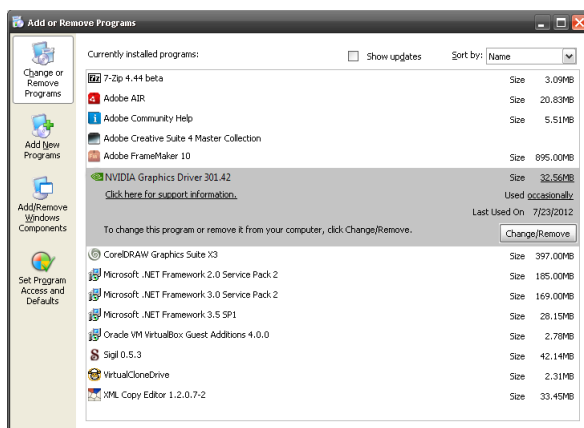 Add or Remove Programs
Change or
Remove
Programs
Add New
Programs
Add/Remove
Windows
Components
Set Program
Access and
Defaults
Currently installed programs: Show updates Sort by: Name
7-Zip 4.44 beta Size 3.09MB
Adobe AIR Size 20.83MB
Adobe Community Help Size 5.51MB
Adobe Creative Suite 4 Master Collection
Adobe FrameMaker 10 Size 895.00MB
NVIDIA Graphics Driver 301.42 Size 32.56MB
Click here for support information. Used occasionally
Last Used On 7/23/2012
To change this program or remove it from your computer, click Change/Remove. Change/Remove
CorelDRAW Graphics Suite X3 Size 397.00MB
Microsoft .NET Framework 2.0 Service Pack 2 Size 185.00MB
Microsoft .NET Framework 3.0 Service Pack 2 Size 169.00MB
Microsoft .NET Framework 3.5 SP1 Size 28.15MB
Oracle VM VirtualBox Guest Additions 4.0.0 Size 2.78MB
Sigil 0.5.3 Size 42.14MB
VirtualCloneDrive Size 2.31MB
XML Copy Editor 1.2.0.7-2 Size 33.45MB